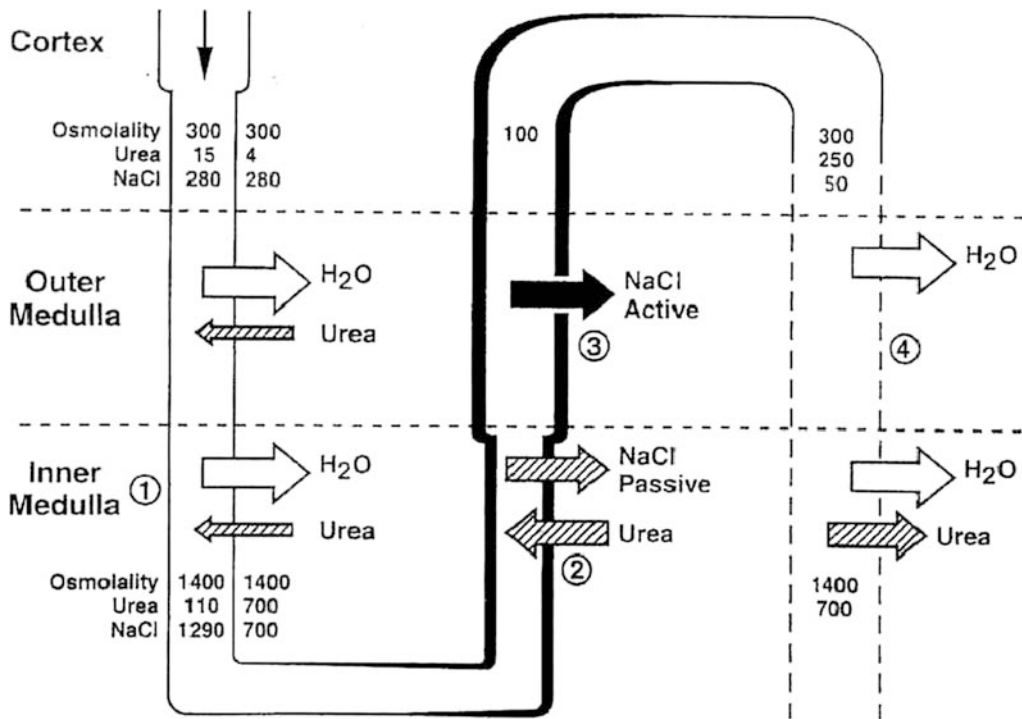 Cortex
Osmolality 300 300
Urea 15 4
NaCl 280 280
100
300
250
50
Outer
Medulla
H₂O
Urea
NaCl
Active
③
H₂O
④
Inner
Medulla ①
H₂O
Urea
NaCl
Passive
Urea
②
H₂O
Urea
Osmolality 1400 1400
Urea 110 700
NaCl 1290 700
1400
700